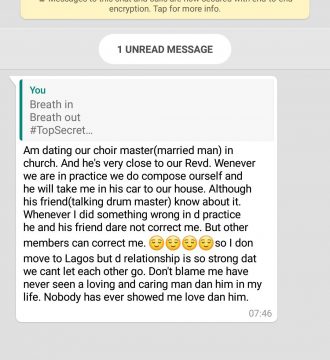 Messages to this chat and calls are now secured with end-to-end
encryption. Tap for more info.
1 UNREAD MESSAGE
You
Breath in
Breath out
#TopSecret...
Am dating our choir master(married man) in
church. And he's very close to our Revd. Wenever
we are in practice we do compose ourself and
he will take me in his car to our house. Although
his friend(talking drum master) know about it.
Whenever I did something wrong in d practice
he and his friend dare not correct me. But other
members can correct me. 😌😌😌😌so I don
move to Lagos but d relationship is so strong dat
we cant let each other go. Don't blame me have
never seen a loving and caring man dan him in my
life. Nobody has ever showed me love dan him.
07:46